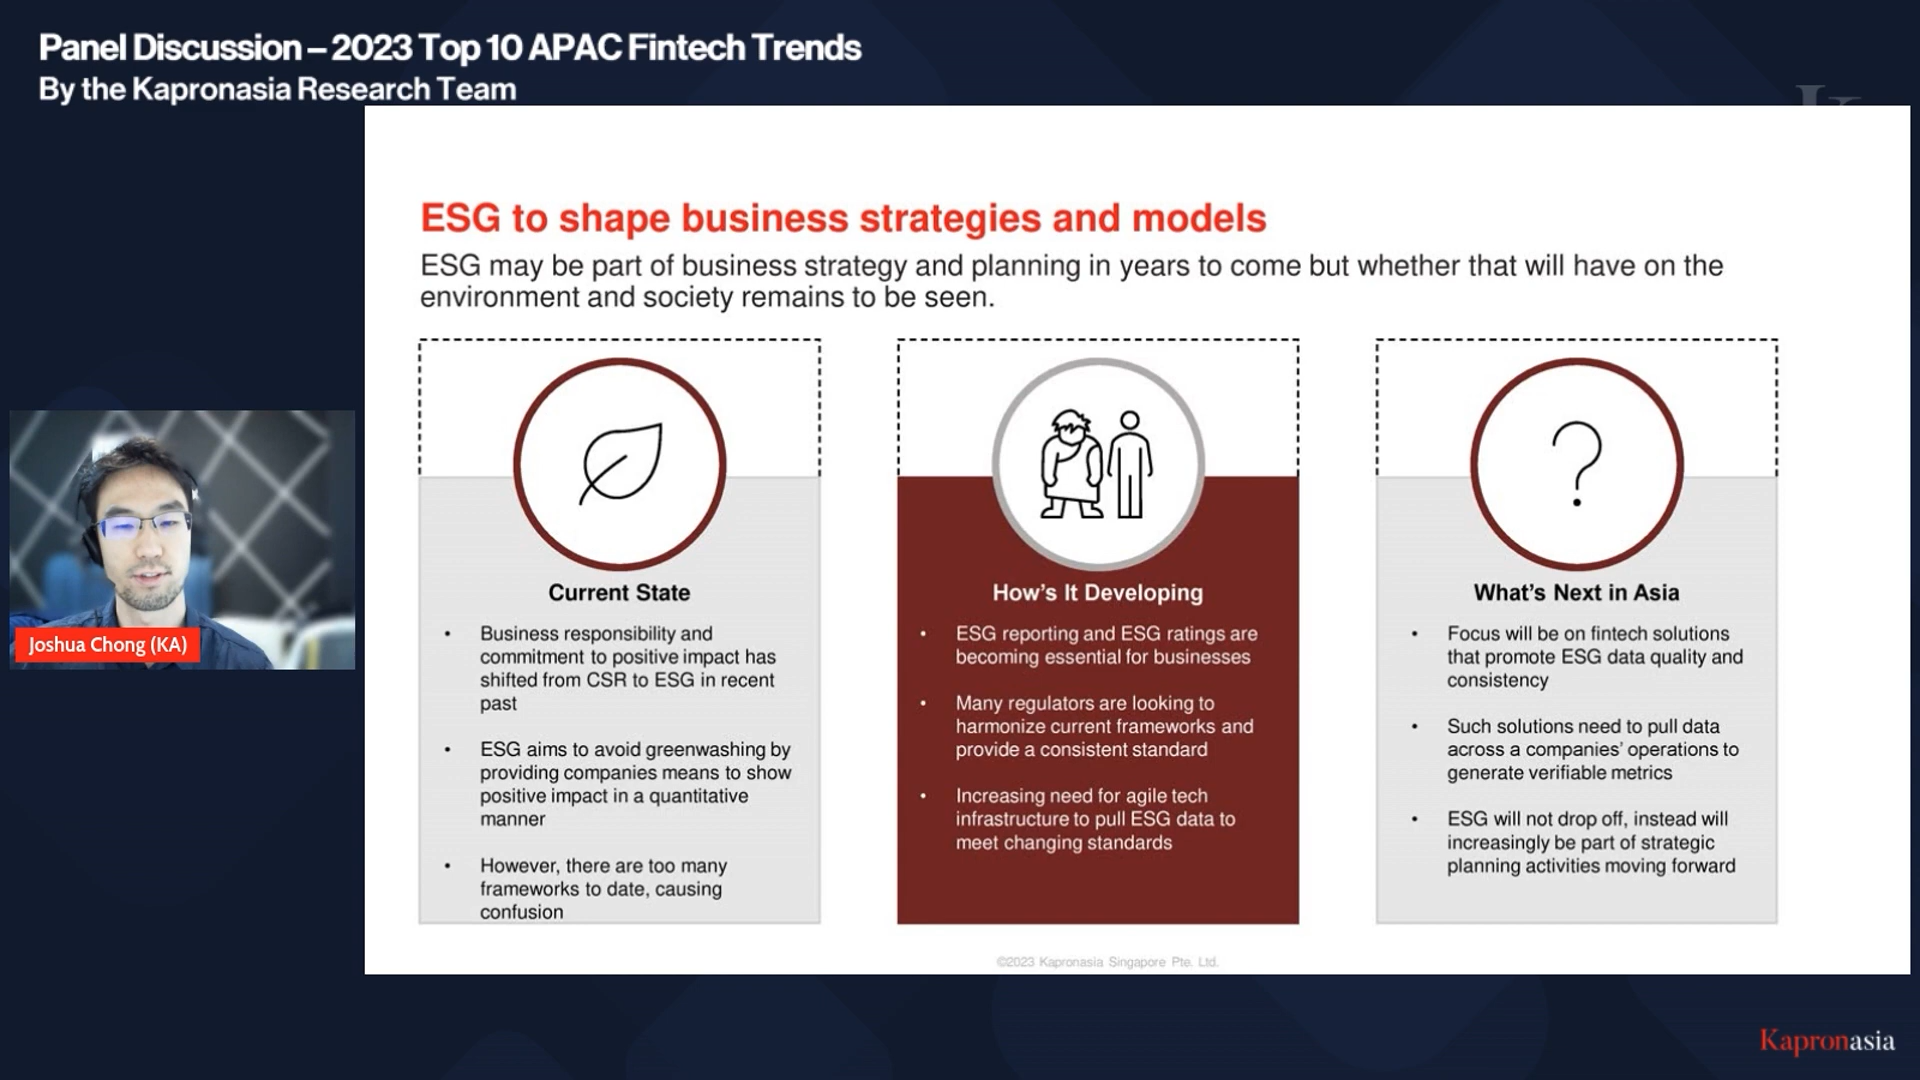 Panel Discussion – 2023 Top 10 APAC Fintech Trends
By the Kapronasia Research Team
ESG to shape business strategies and models
ESG may be part of business strategy and planning in years to come but whether that will have on the
environment and society remains to be seen.
Current State
• Business responsibility and
commitment to positive impact has
shifted from CSR to ESG in recent
past
• ESG aims to avoid greenwashing by
providing companies means to show
positive impact in a quantitative
manner
• However, there are too many
frameworks to date, causing
confusion
How's It Developing
• ESG reporting and ESG ratings are
becoming essential for businesses
• Many regulators are looking to
harmonize current frameworks and
provide a consistent standard
• Increasing need for agile tech
infrastructure to pull ESG data to
meet changing standards
What's Next in Asia
• Focus will be on fintech solutions
that promote ESG data quality and
consistency
• Such solutions need to pull data
across a companies' operations to
generate verifiable metrics
• ESG will not drop off, instead will
increasingly be part of strategic
planning activities moving forward
Joshua Chong (KA)
©2023 Kapronasia Singapore Pte. Ltd.
Kapronasia